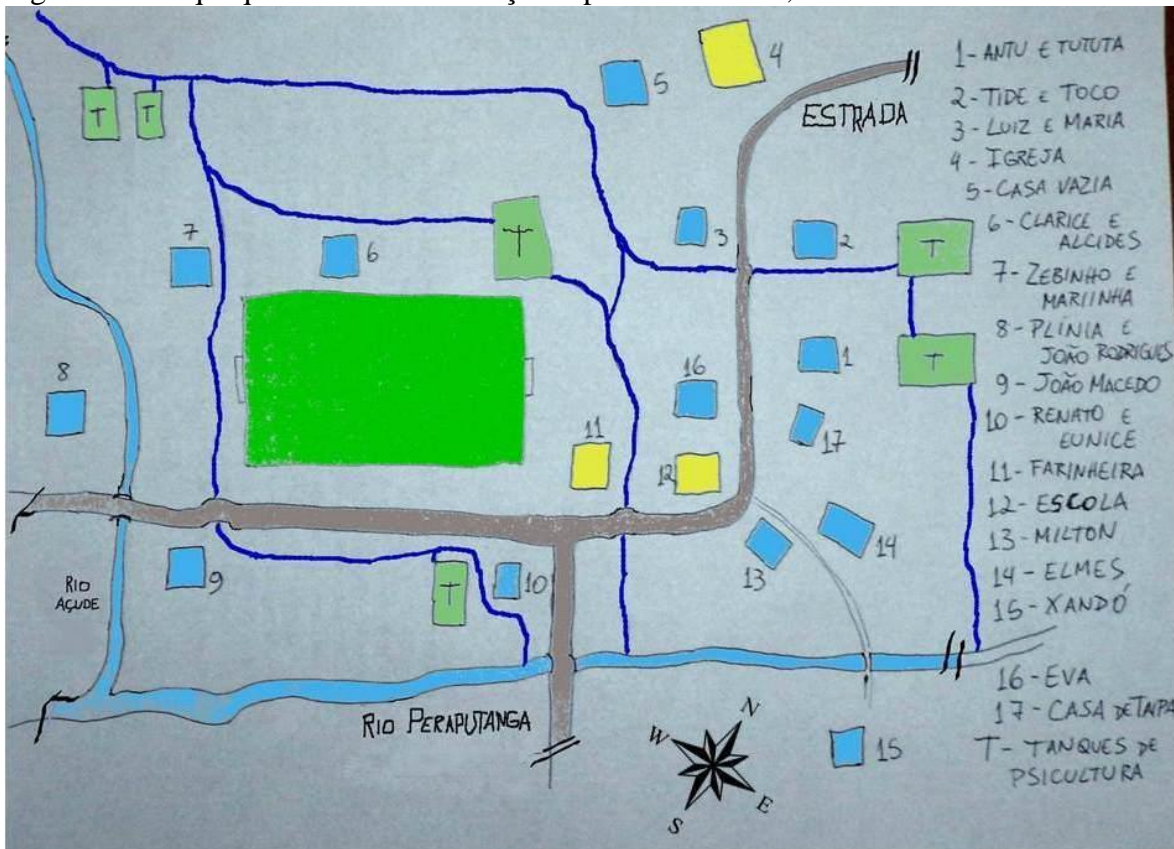 4
5
ESTRADA
T
T
T
7
6
3
2
T
8
16
1
T
11
17
12
14
13
RIO
AÇUDE
9
T
10
RIO PERAPUTANGA
N
W
E
S
15
1- ANTU E TUTUTA
2- TIDE E TOCO
3- LUIZ E MARIA
4- IGREJA
5- CASA VAZIA
6- CLARICE E
ALCIDES
7- ZEBINHO E
MARIINHA
8- PLÍNIA E
JOÃO RODRIGUES
9- JOÃO MACEDO
10- RENATO E
EUNICE
11- FARINHEIRA
12- ESCOLA
13- MILTON
14- ELMES
15- XANDÓ
16- EVA
17- CASA DE TAIPA
T- TANQUES DE
PSICULTURA